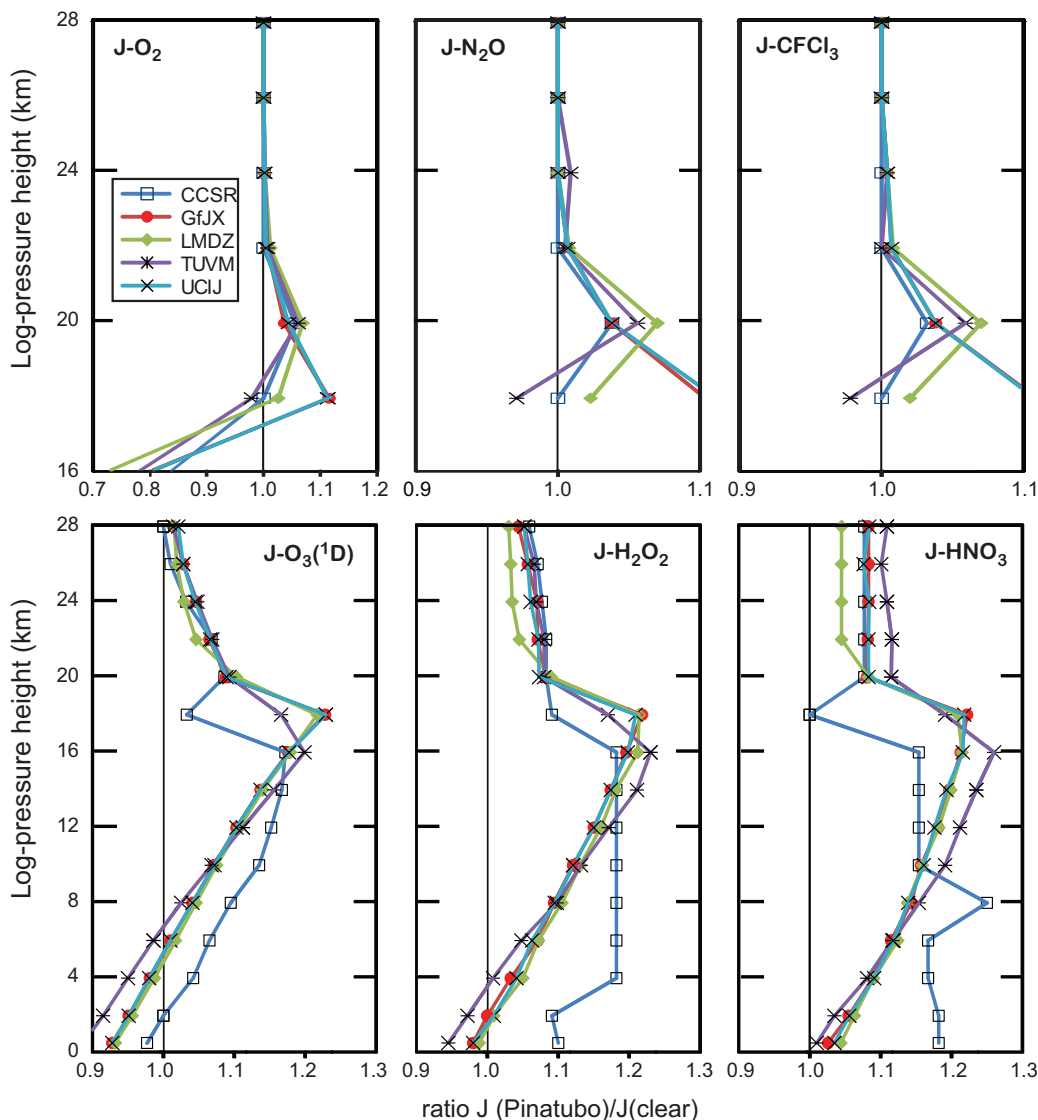 J-O₂
J-N₂O
J-CFCl₃
Log-pressure height (km)
28
24
20
16
CCSR
GfJX
LMDZ
TUVM
UCIJ
0.7 0.8 0.9 1.0 1.1 1.2
0.9 1.0 1.1
0.9 1.0 1.1
J-O₃(¹D)
J-H₂O₂
J-HNO₃
Log-pressure height (km)
28
24
20
16
12
8
4
0
0.9 1.0 1.1 1.2 1.3
0.9 1.0 1.1 1.2 1.3
0.9 1.0 1.1 1.2 1.3
ratio J (Pinatubo)/J(clear)